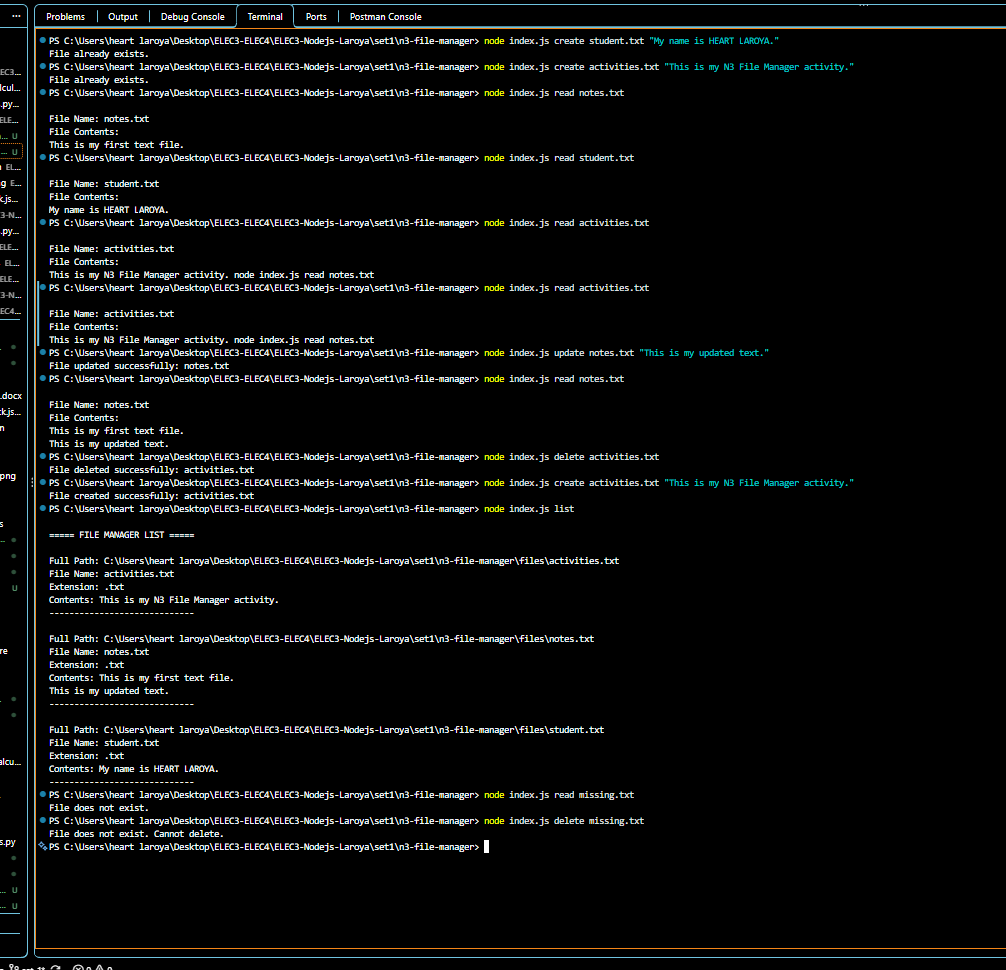 Problems Output Debug Console Terminal Ports Postman Console
PS C:\Users\heart laroya\Desktop\ELEC3-ELEC4\ELEC3-Nodejs-Laroya\set1\n3-file-manager> node index.js create student.txt "My name is HEART LAROYA."
File already exists.
PS C:\Users\heart laroya\Desktop\ELEC3-ELEC4\ELEC3-Nodejs-Laroya\set1\n3-file-manager> node index.js create activities.txt "This is my N3 File Manager activity."
File already exists.
PS C:\Users\heart laroya\Desktop\ELEC3-ELEC4\ELEC3-Nodejs-Laroya\set1\n3-file-manager> node index.js read notes.txt
File Name: notes.txt
File Contents:
This is my first text file.
PS C:\Users\heart laroya\Desktop\ELEC3-ELEC4\ELEC3-Nodejs-Laroya\set1\n3-file-manager> node index.js read student.txt
File Name: student.txt
File Contents:
My name is HEART LAROYA.
PS C:\Users\heart laroya\Desktop\ELEC3-ELEC4\ELEC3-Nodejs-Laroya\set1\n3-file-manager> node index.js read activities.txt
File Name: activities.txt
File Contents:
This is my N3 File Manager activity. node index.js read notes.txt
PS C:\Users\heart laroya\Desktop\ELEC3-ELEC4\ELEC3-Nodejs-Laroya\set1\n3-file-manager> node index.js read activities.txt
File Name: activities.txt
File Contents:
This is my N3 File Manager activity. node index.js read notes.txt
PS C:\Users\heart laroya\Desktop\ELEC3-ELEC4\ELEC3-Nodejs-Laroya\set1\n3-file-manager> node index.js update notes.txt "This is my updated text."
File updated successfully: notes.txt
PS C:\Users\heart laroya\Desktop\ELEC3-ELEC4\ELEC3-Nodejs-Laroya\set1\n3-file-manager> node index.js read notes.txt
File Name: notes.txt
File Contents:
This is my first text file.
This is my updated text.
PS C:\Users\heart laroya\Desktop\ELEC3-ELEC4\ELEC3-Nodejs-Laroya\set1\n3-file-manager> node index.js delete activities.txt
File deleted successfully: activities.txt
PS C:\Users\heart laroya\Desktop\ELEC3-ELEC4\ELEC3-Nodejs-Laroya\set1\n3-file-manager> node index.js create activities.txt "This is my N3 File Manager activity."
File created successfully: activities.txt
PS C:\Users\heart laroya\Desktop\ELEC3-ELEC4\ELEC3-Nodejs-Laroya\set1\n3-file-manager> node index.js list
===== FILE MANAGER LIST =====
Full Path: C:\Users\heart laroya\Desktop\ELEC3-ELEC4\ELEC3-Nodejs-Laroya\set1\n3-file-manager\files\activities.txt
File Name: activities.txt
Extension: .txt
Contents: This is my N3 File Manager activity.
-----------------------------
Full Path: C:\Users\heart laroya\Desktop\ELEC3-ELEC4\ELEC3-Nodejs-Laroya\set1\n3-file-manager\files\notes.txt
File Name: notes.txt
Extension: .txt
Contents: This is my first text file.
This is my updated text.
-----------------------------
Full Path: C:\Users\heart laroya\Desktop\ELEC3-ELEC4\ELEC3-Nodejs-Laroya\set1\n3-file-manager\files\student.txt
File Name: student.txt
Extension: .txt
Contents: My name is HEART LAROYA.
-----------------------------
PS C:\Users\heart laroya\Desktop\ELEC3-ELEC4\ELEC3-Nodejs-Laroya\set1\n3-file-manager> node index.js read missing.txt
File does not exist.
PS C:\Users\heart laroya\Desktop\ELEC3-ELEC4\ELEC3-Nodejs-Laroya\set1\n3-file-manager> node index.js delete missing.txt
File does not exist. Cannot delete.
PS C:\Users\heart laroya\Desktop\ELEC3-ELEC4\ELEC3-Nodejs-Laroya\set1\n3-file-manager>